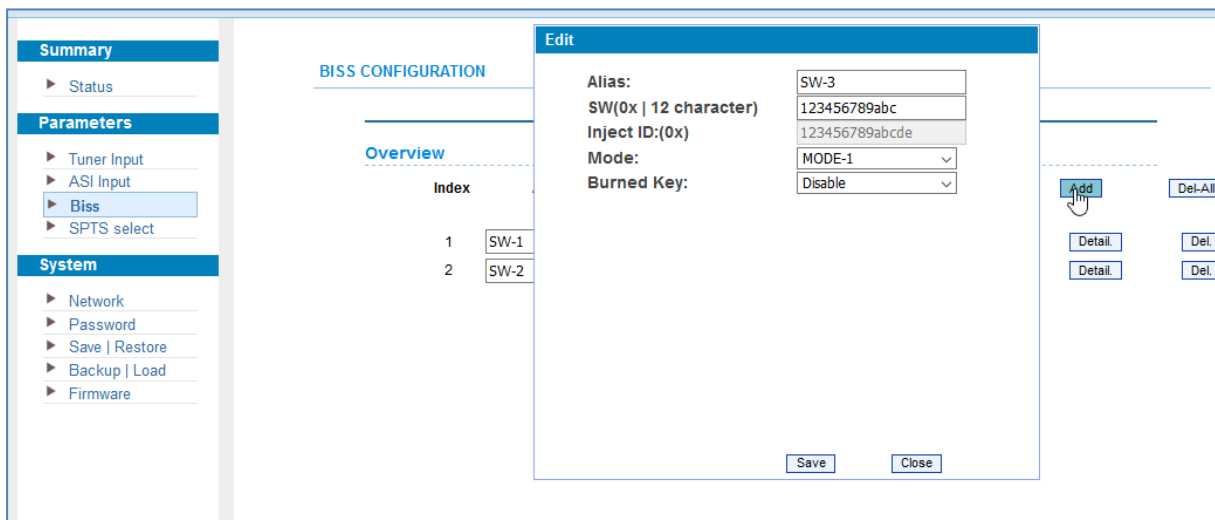 Summary
Status
Parameters
Tuner Input
ASI Input
Biss
SPTS select
System
Network
Password
Save | Restore
Backup | Load
Firmware
BISS CONFIGURATION
Overview
Index
Add Del-All
1 SW-1 Detail. Del.
2 SW-2 Detail. Del.
Edit
Alias: SW-3
SW(0x | 12 character) 123456789abc
Inject ID:(0x) 123456789abcde
Mode: MODE-1
Burned Key: Disable
Save Close